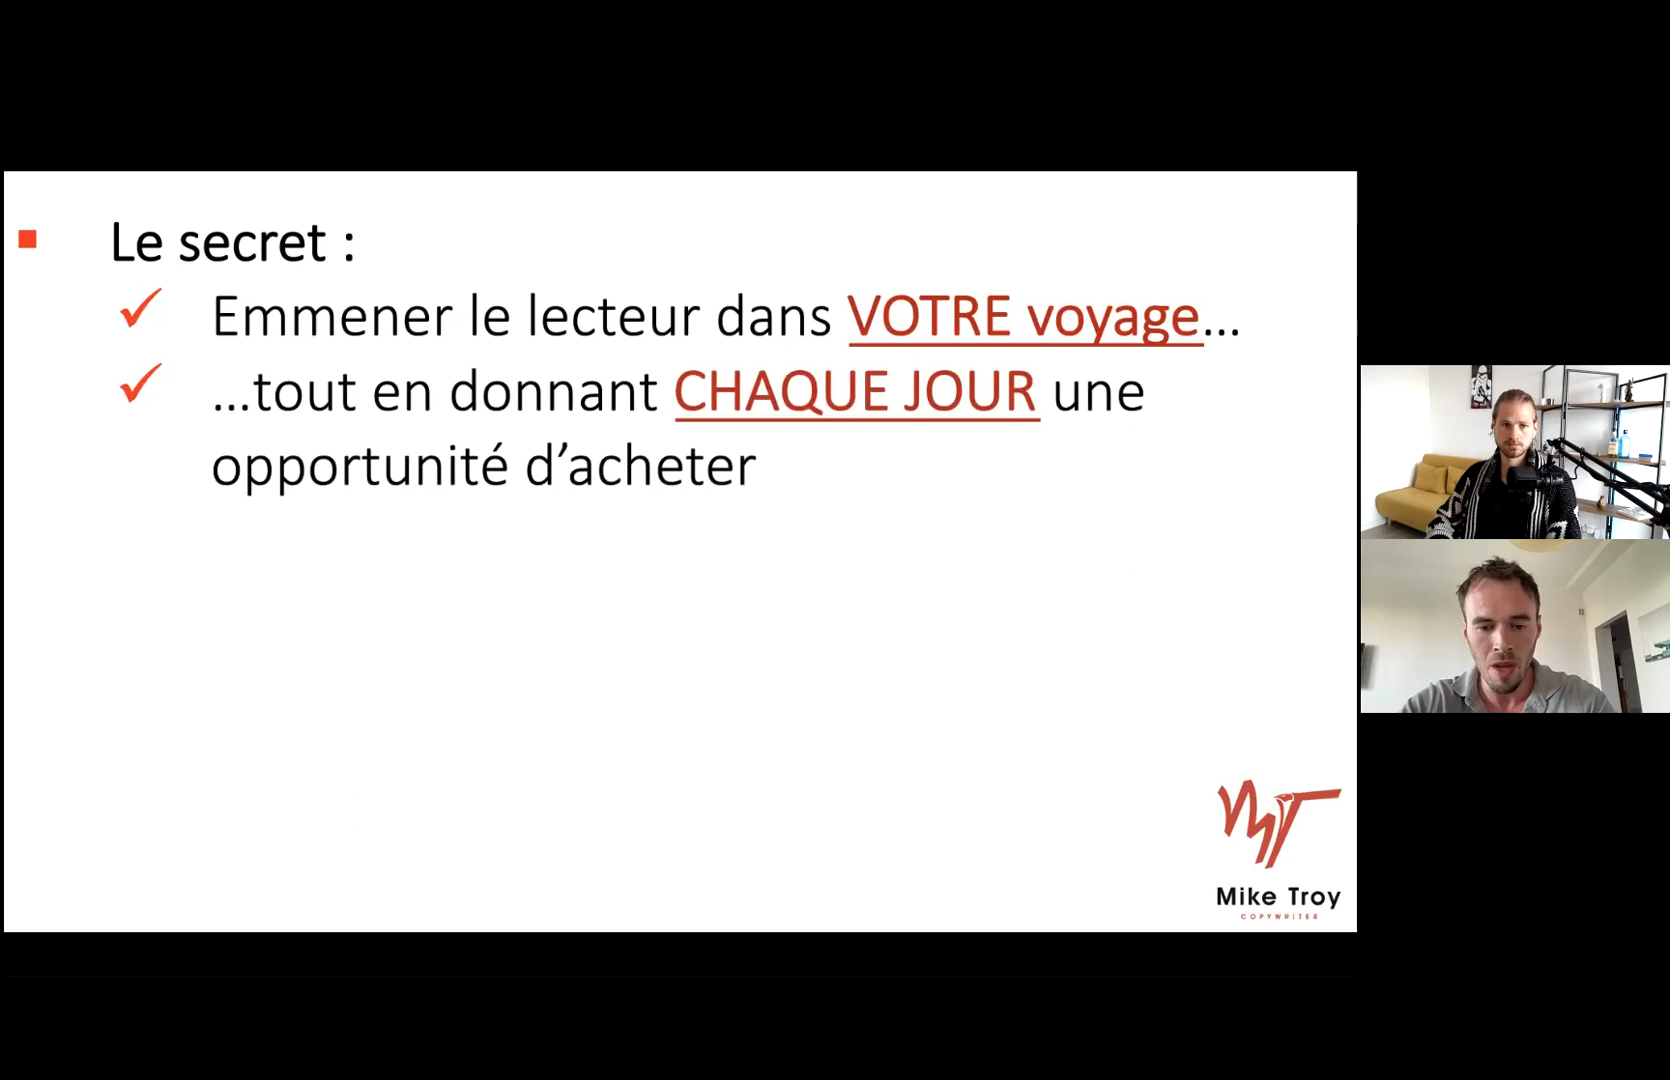 Le secret :
Emmener le lecteur dans VOTRE voyage...
...tout en donnant CHAQUE JOUR une
opportunité d’acheter
MT
Mike Troy
COPYWRITER